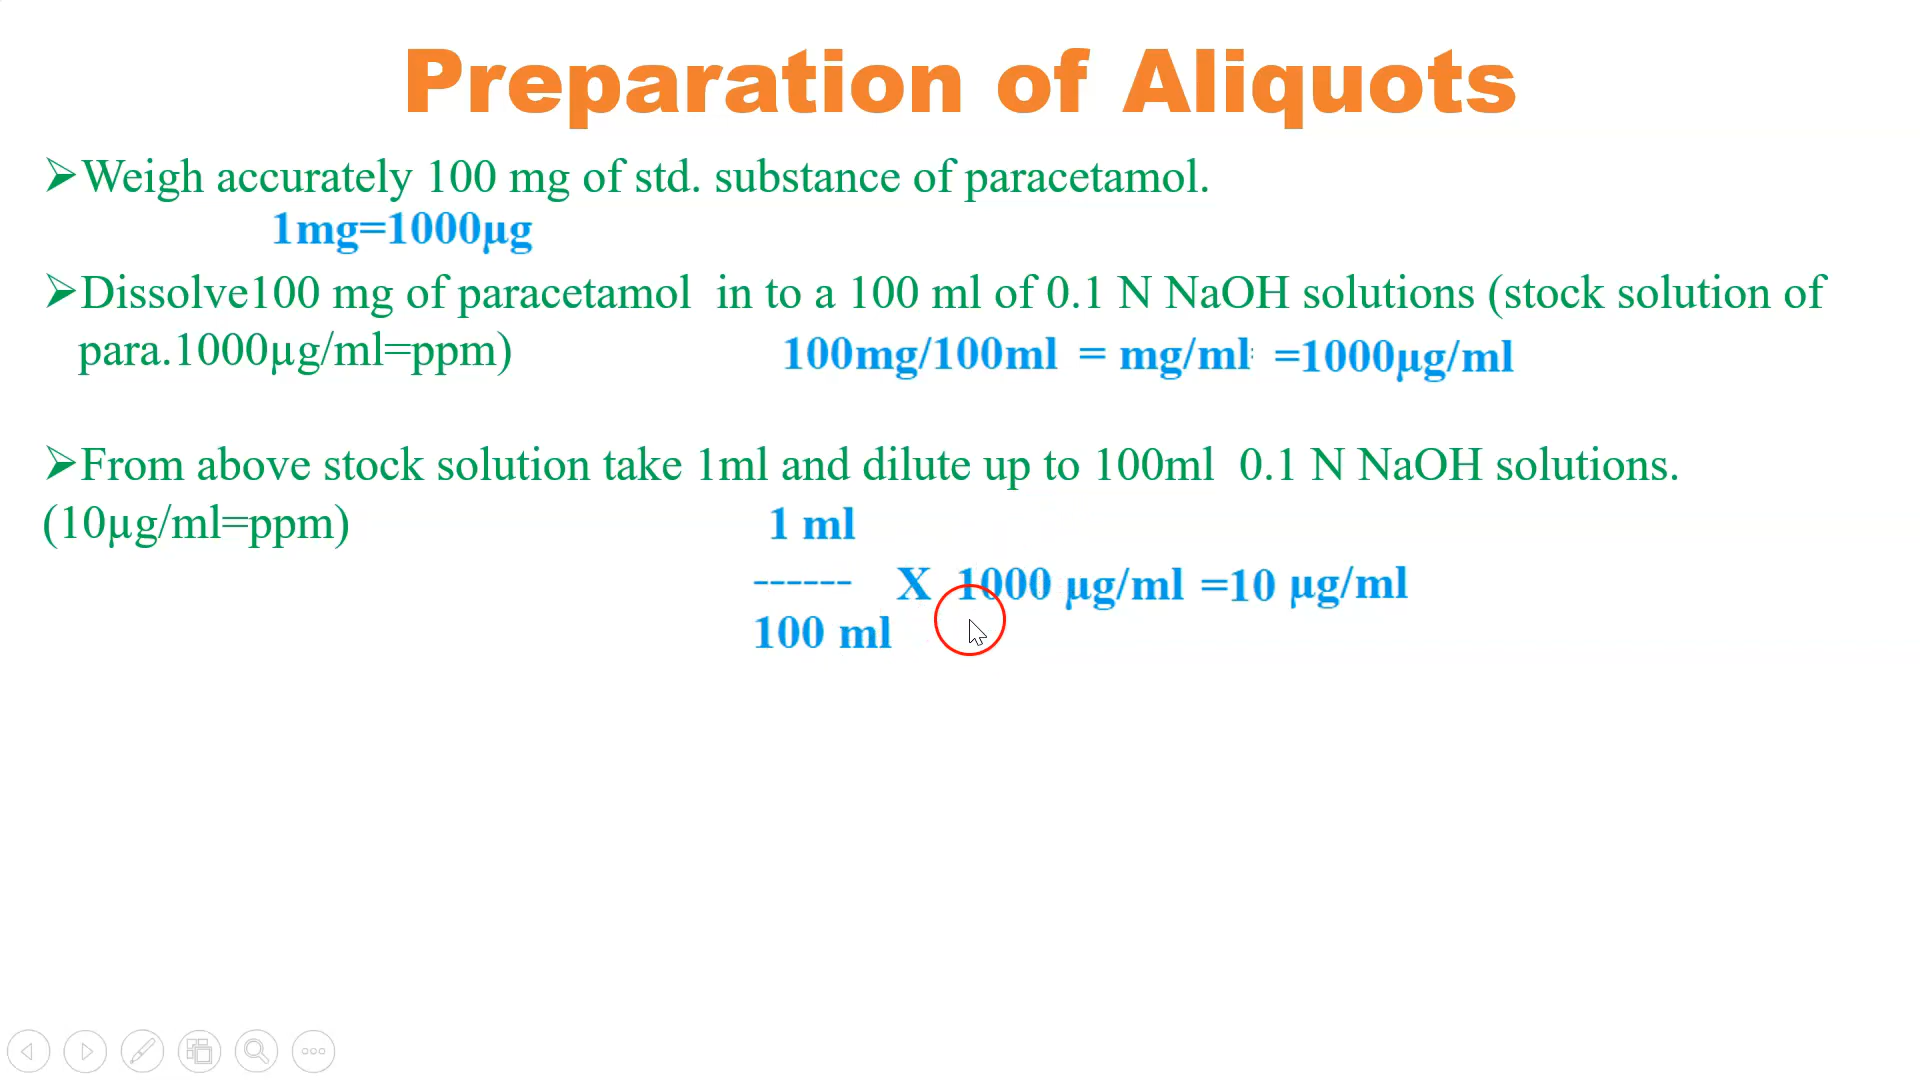 Preparation of Aliquots
➢Weigh accurately 100 mg of std. substance of paracetamol.
1mg=1000µg
➢Dissolve100 mg of paracetamol in to a 100 ml of 0.1 N NaOH solutions (stock solution of
para.1000µg/ml=ppm)
100mg/100ml = mg/ml =1000µg/ml
➢From above stock solution take 1ml and dilute up to 100ml 0.1 N NaOH solutions.
(10µg/ml=ppm)
1 ml
------ X 1000 µg/ml =10 µg/ml
100 ml